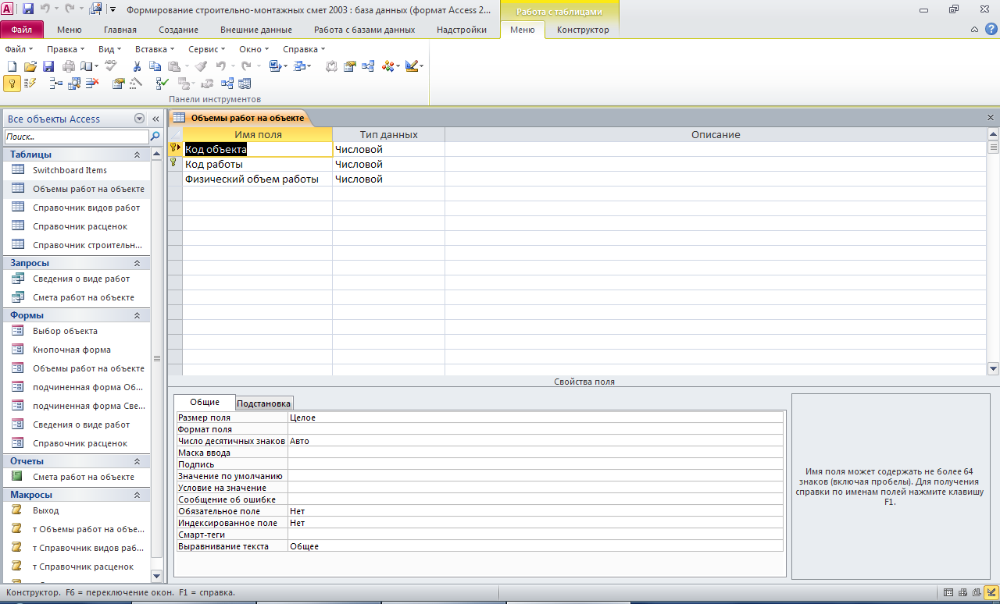 Формирование строительно-монтажных смет 2003 : база данных (формат Access 2...
Работа с таблицами
Файл Меню Главная Создание Внешние данные Работа с базами данных Надстройки Меню Конструктор
Файл Правка Вид Вставка Сервис Окно Справка
Панели инструментов
Все объекты Access
Поиск...
Таблицы
Switchboard Items
Объемы работ на объекте
Справочник видов работ
Справочник расценок
Справочник строительн...
Запросы
Сведения о виде работ
Смета работ на объекте
Формы
Выбор объекта
Кнопочная форма
Объемы работ на объекте
подчиненная форма Об...
подчиненная форма Све...
Сведения о виде работ
Справочник расценок
Отчеты
Смета работ на объекте
Макросы
Выход
т Объемы работ на объе...
т Справочник видов раб...
т Справочник расценок
Объемы работ на объекте
Имя поля Тип данных Описание
Код объекта Числовой
Код работы Числовой
Физический объем работы Числовой
Свойства поля
Общие Подстановка
Размер поля Целое
Формат поля
Число десятичных знаков Авто
Маска ввода
Подпись
Значение по умолчанию
Условие на значение
Сообщение об ошибке
Обязательное поле Нет
Индексированное поле Нет
Смарт-теги
Выравнивание текста Общее
Имя поля может содержать не более 64
знаков (включая пробелы). Для получения
справки по именам полей нажмите клавишу
F1.
Конструктор. F6 = переключение окон. F1 = справка.